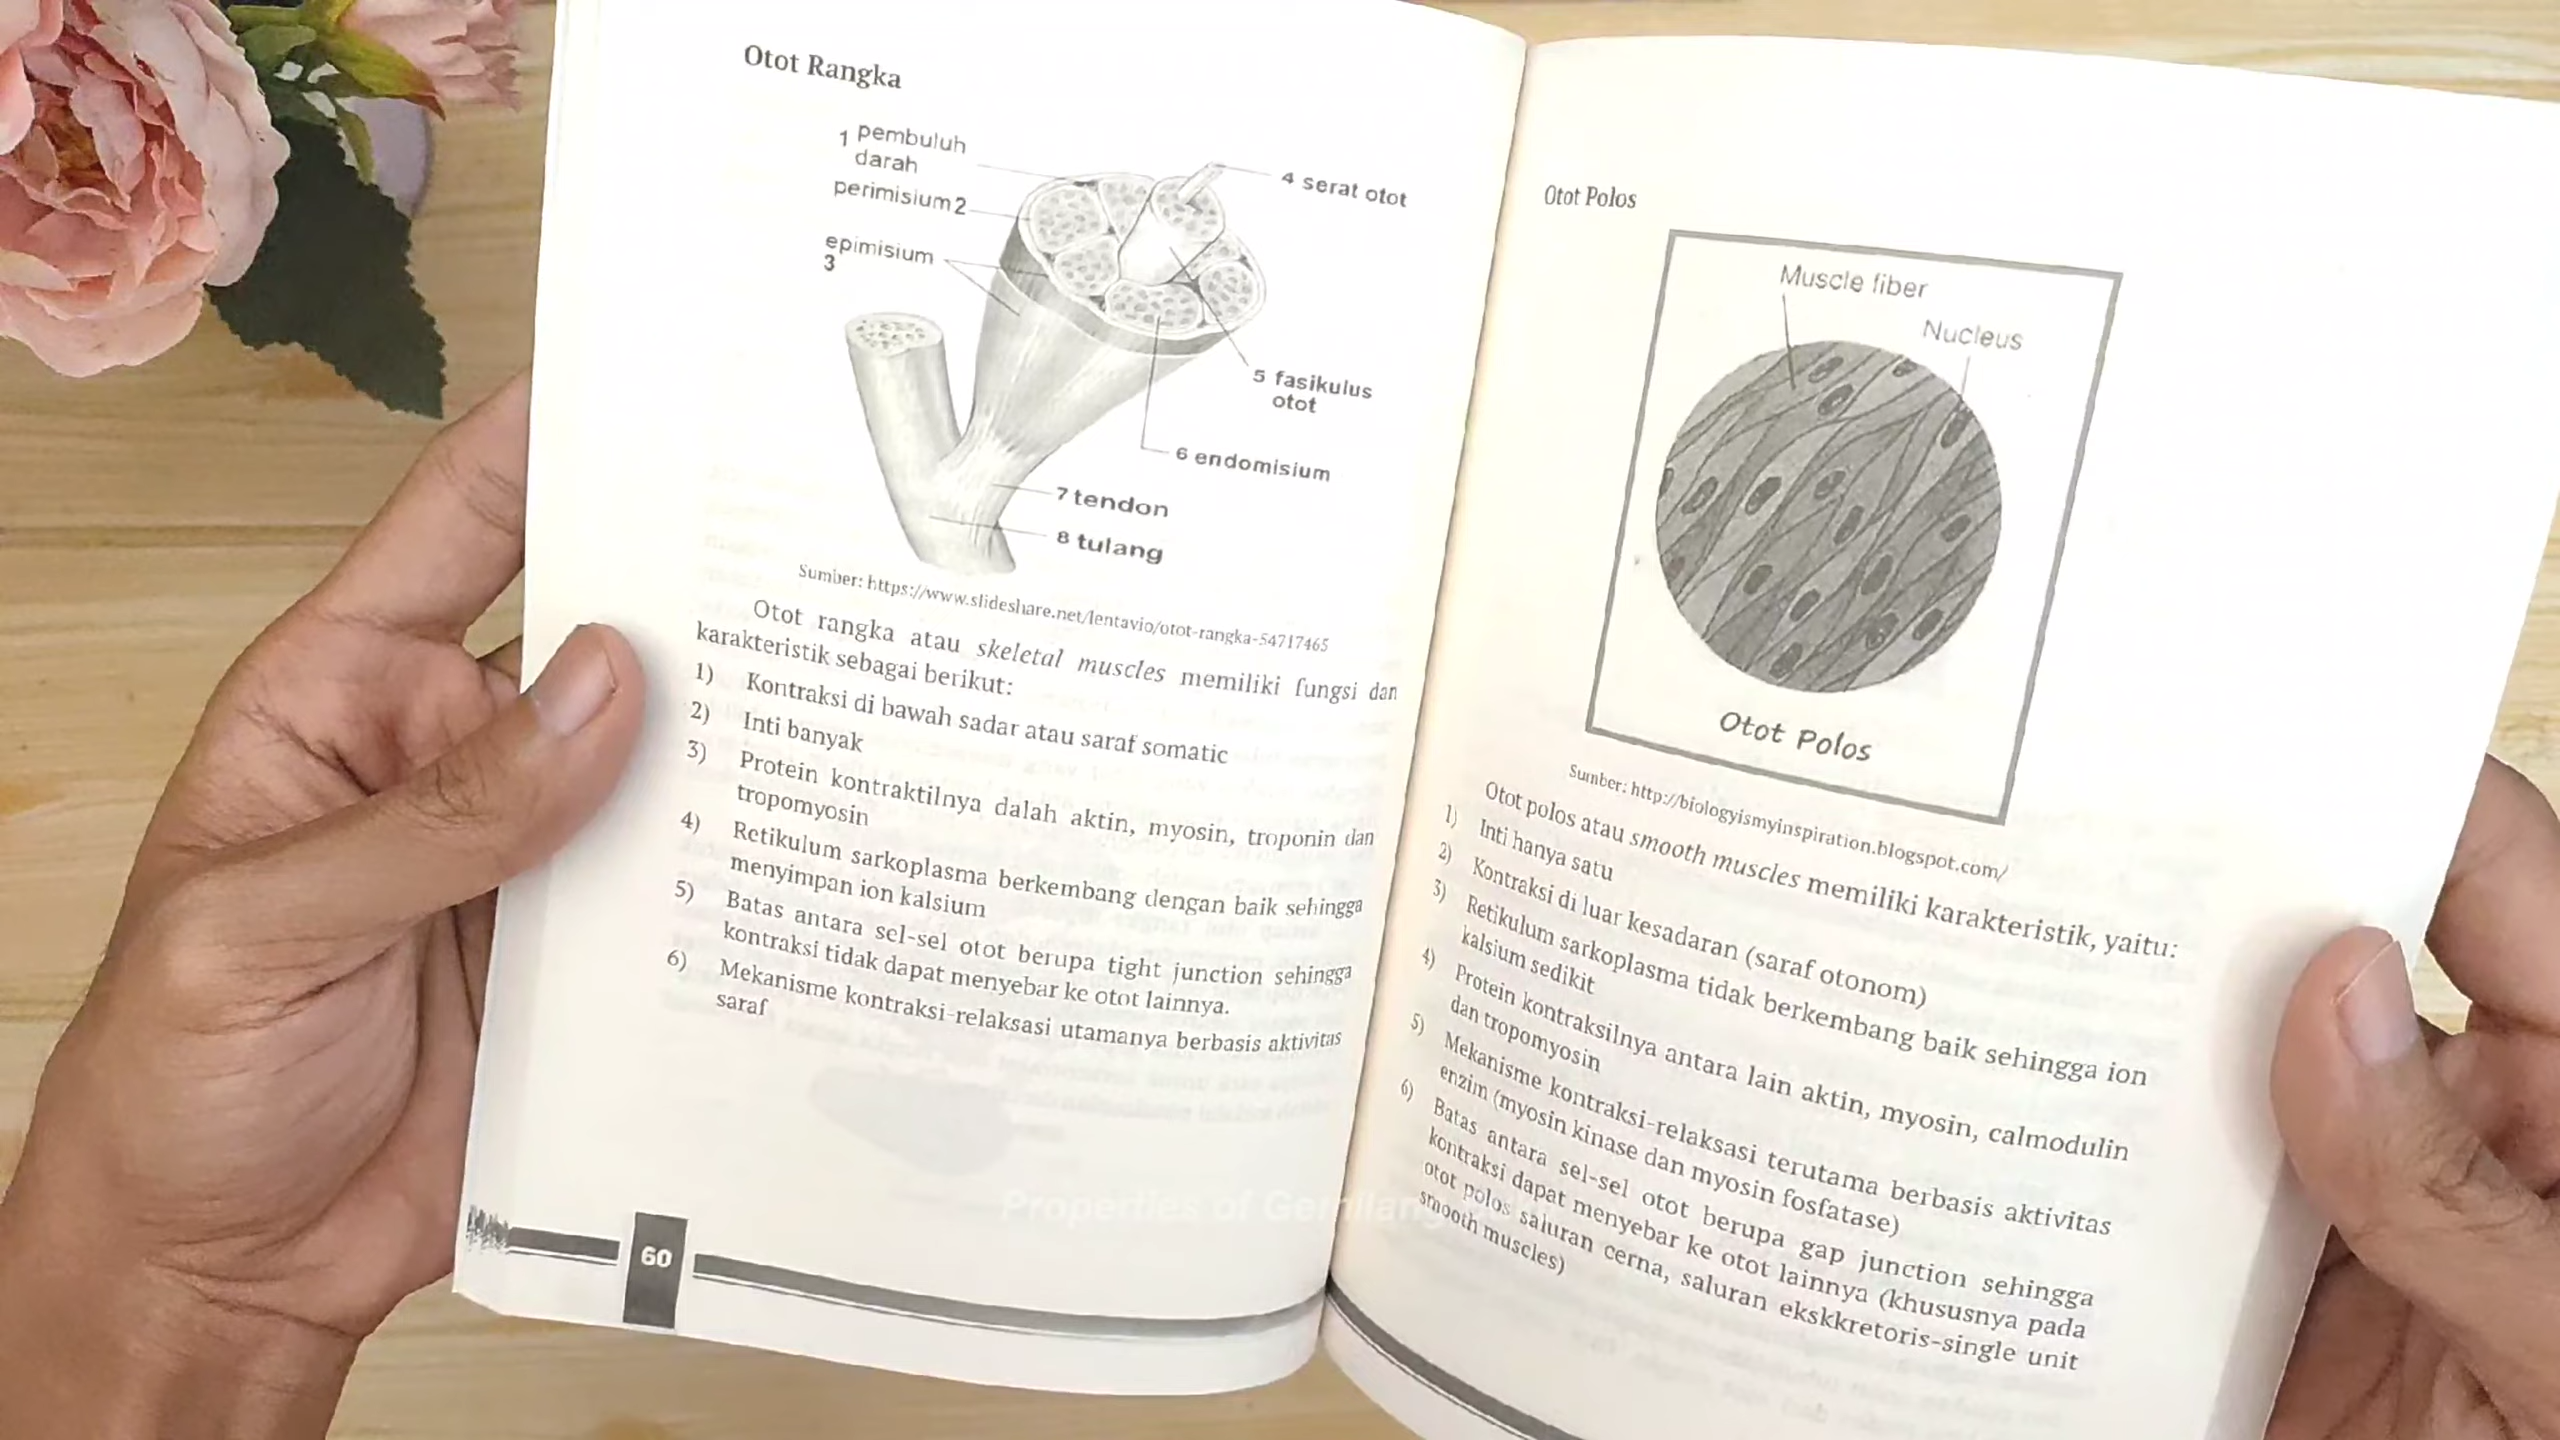 Otot Rangka
1 pembuluh
darah
perimisium 2
epimisium
3
4 serat otot
5 fasikulus
otot
6 endomisium
7 tendon
8 tulang
Sumber: https://www.slideshare.net/lentavio/otot-rangka-54717465
Otot rangka atau skeletal muscles memiliki fungsi dan
karakteristik sebagai berikut:
1) Kontraksi di bawah sadar atau saraf somatic
2) Inti banyak
3) Protein kontraktilnya dalah aktin, myosin, troponin dan
tropomyosin
4) Retikulum sarkoplasma berkembang dengan baik sehingga
menyimpan ion kalsium
5) Batas antara sel-sel otot berupa tight junction sehingga
kontraksi tidak dapat menyebar ke otot lainnya.
6) Mekanisme kontraksi-relaksasi utamanya berbasis aktivitas
saraf
60
Otot Polos
Muscle fiber
Nucleus
Otot Polos
Sumber: http://biologyismyinspiration.blogspot.com/
Otot polos atau smooth muscles memiliki karakteristik, yaitu:
1) Inti hanya satu
2) Kontraksi di luar kesadaran (saraf otonom)
3) Retikulum sarkoplasma tidak berkembang baik sehingga ion
kalsium sedikit
4) Protein kontraksilnya antara lain aktin, myosin, calmodulin
dan tropomyosin
5) Mekanisme kontraksi-relaksasi terutama berbasis aktivitas
enzim (myosin kinase dan myosin fosfatase)
6) Batas antara sel-sel otot berupa gap junction sehingga
kontraksi dapat menyebar ke otot lainnya (khususnya pada
otot polos saluran cerna, saluran ekskkretoris-single unit
smooth muscles)
Properties of